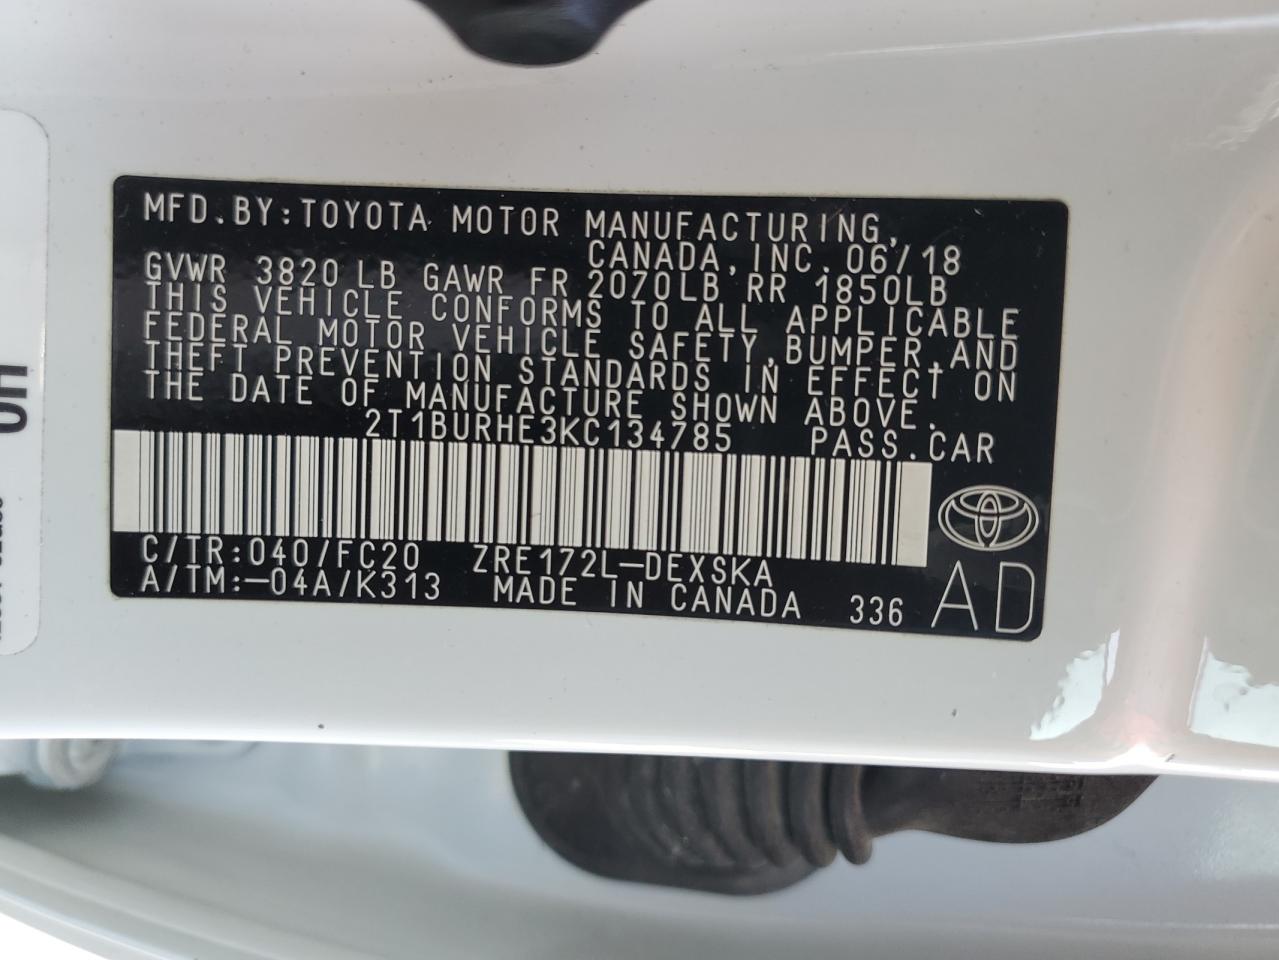 MFD.BY:TOYOTA MOTOR MANUFACTURING,
CANADA,INC.06/18
GVWR 3820 LB GAWR FR 2070LB RR 1850LB
THIS VEHICLE CONFORMS TO ALL APPLICABLE
FEDERAL MOTOR VEHICLE SAFETY,BUMPER,AND
THEFT PREVENTION STANDARDS IN EFFECT ON
THE DATE OF MANUFACTURE SHOWN ABOVE.
2T1BURHE3KC134785 PASS.CAR
C/TR:040/FC20 ZRE172L-DEXSKA
A/TM:-04A/K313 MADE IN CANADA 336
AD